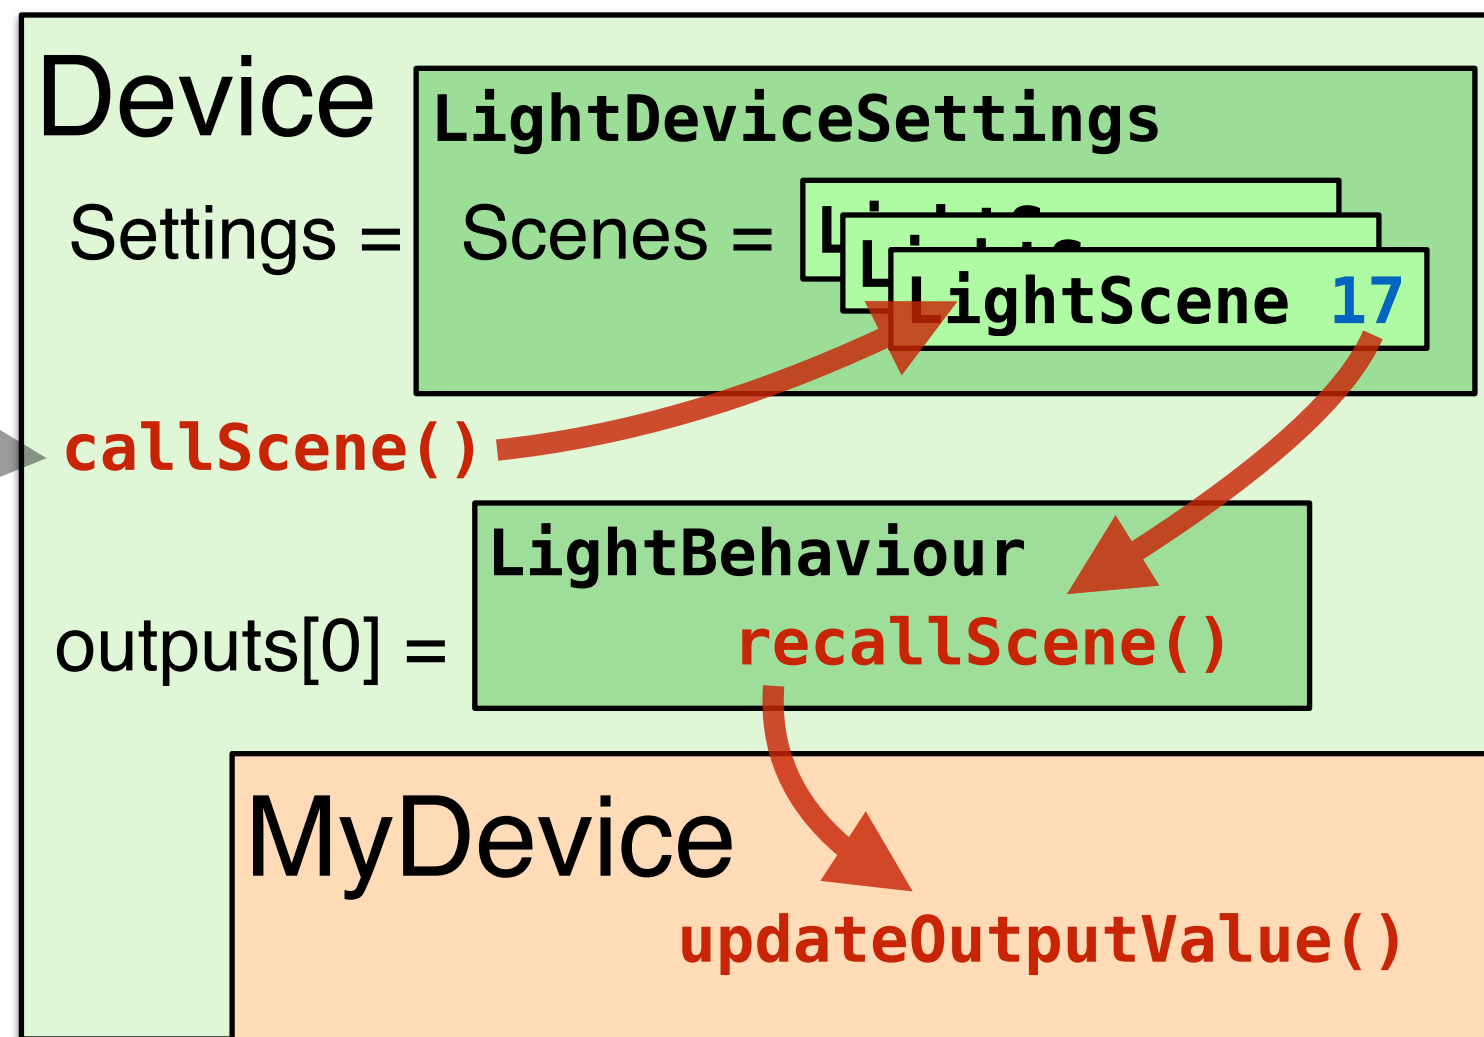 Device
LightDeviceSettings
Settings =
Scenes =
LightScene 17
callScene()
LightBehaviour
outputs[0] =
recallScene()
MyDevice
updateOutputValue()